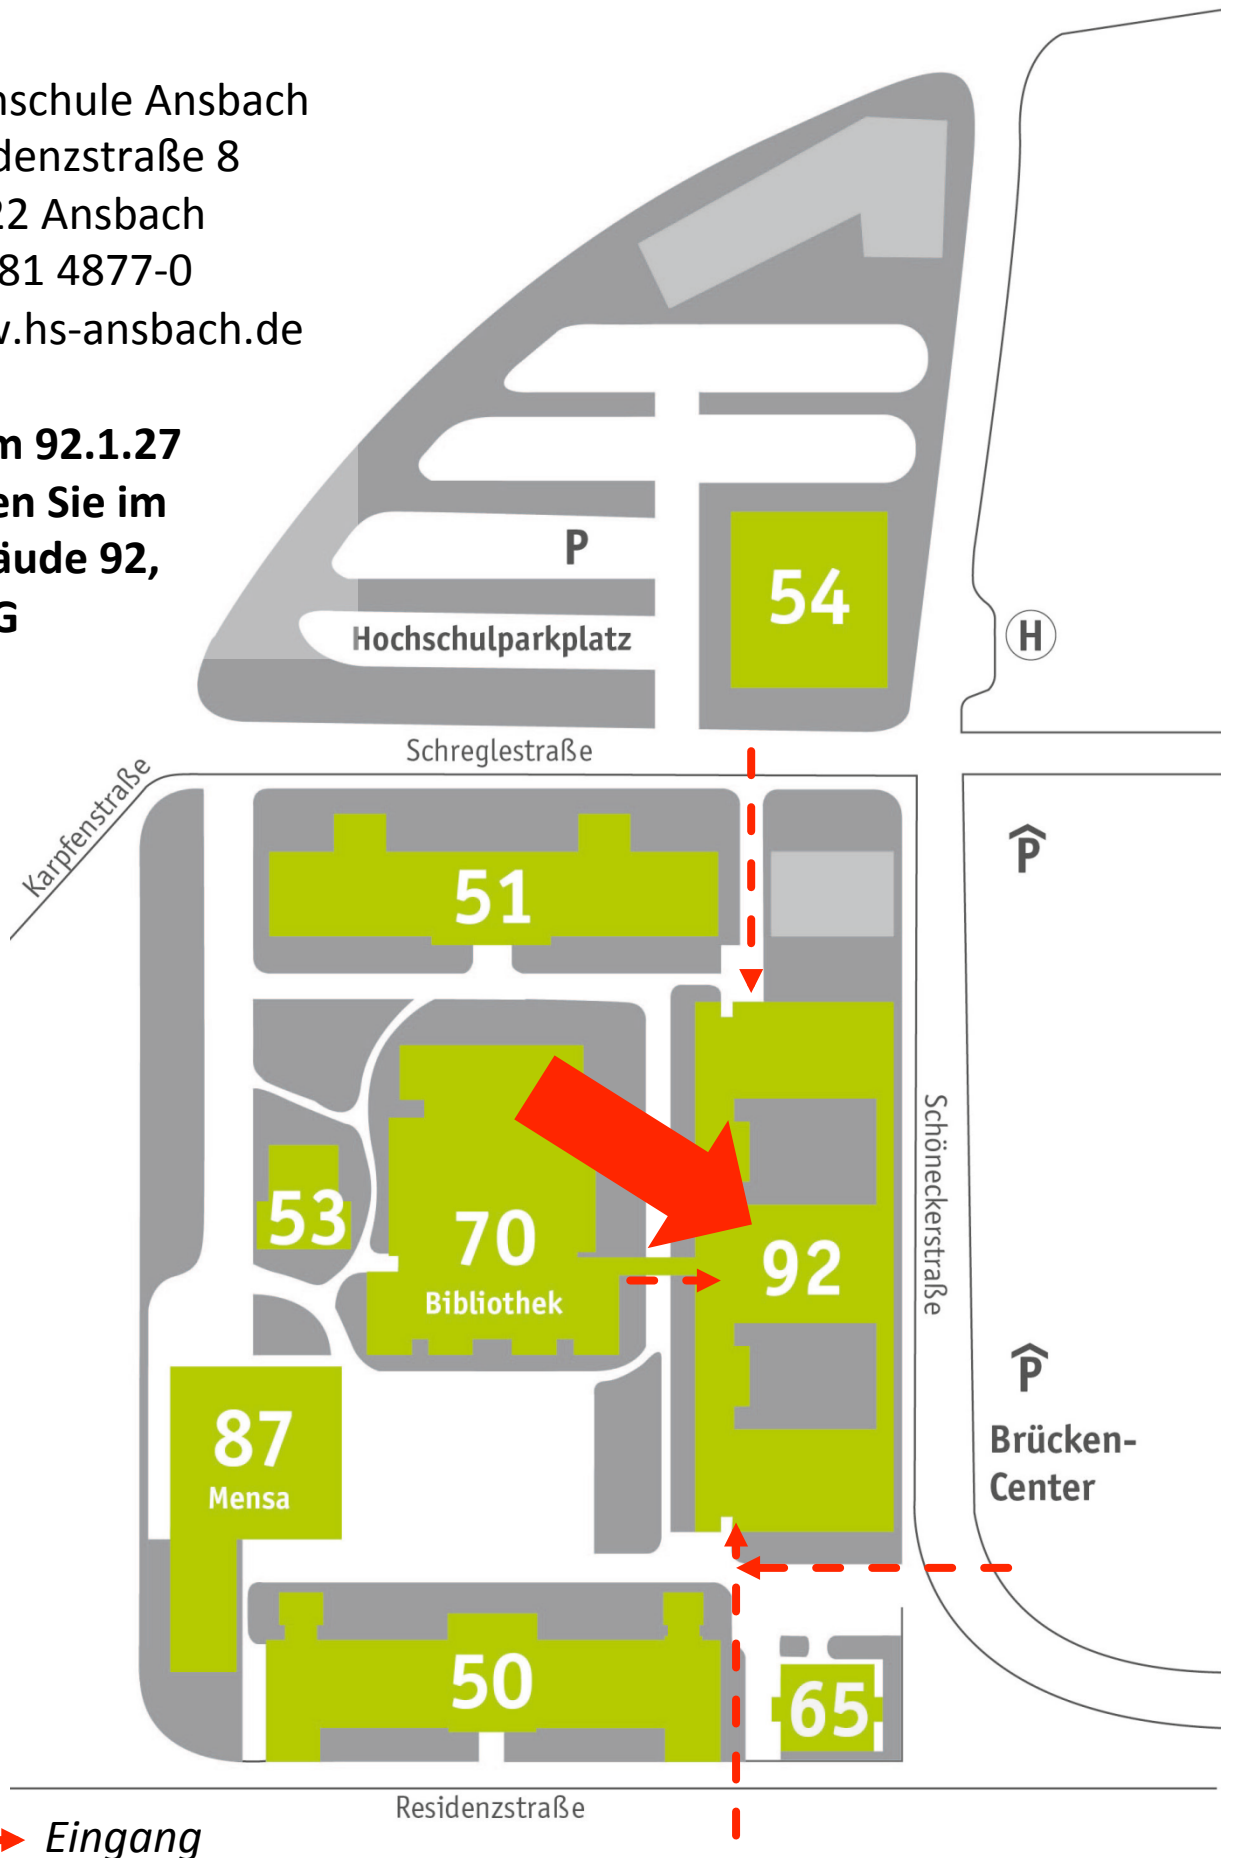 nschule Ansbach
denzstraße 8
22 Ansbach
81 4877-0
v.hs-ansbach.de
m 92.1.27
en Sie im
äude 92,
G
P
54
Hochschulparkplatz
H
Schreglestraße
Karpfenstraße
P
51
Schöneckerstraße
53
70
Bibliothek
92
P
Brücken-
Center
87
Mensa
50
65
Residenzstraße
Eingang